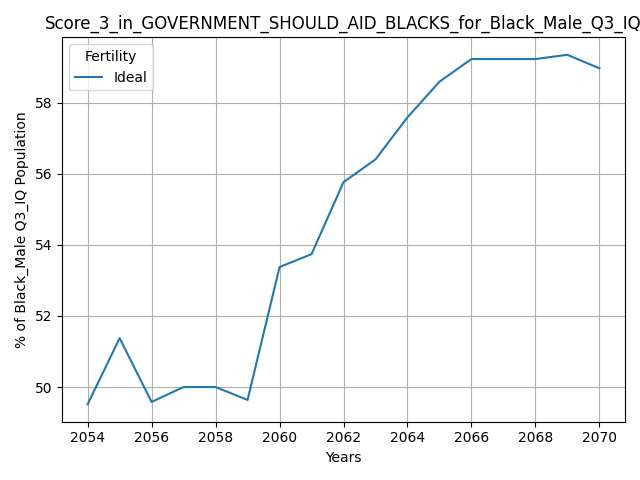 Score_3_in_GOVERNMENT_SHOULD_AID_BLACKS_for_Black_Male_Q3_IQ
Fertility
Ideal
% of Black_Male Q3_IQ Population
58
56
54
52
50
2054 2056 2058 2060 2062 2064 2066 2068 2070
Years